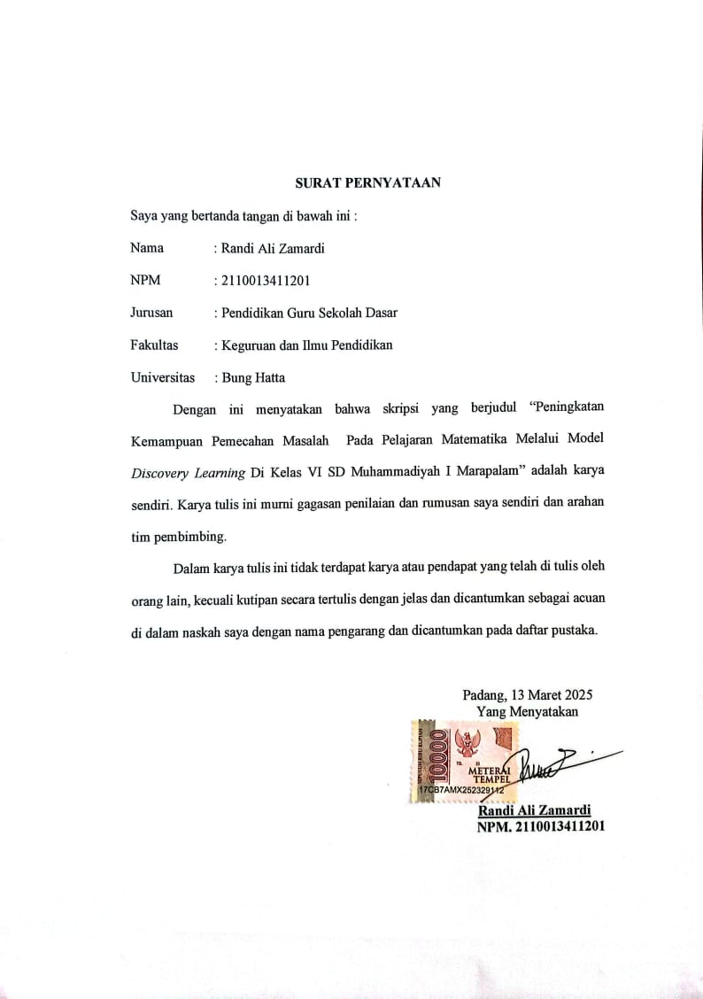 SURAT PERNYATAAN
Saya yang bertanda tangan di bawah ini :
Nama : Randi Ali Zamardi
NPM : 2110013411201
Jurusan : Pendidikan Guru Sekolah Dasar
Fakultas : Keguruan dan Ilmu Pendidikan
Universitas : Bung Hatta
Dengan ini menyatakan bahwa skripsi yang berjudul “Peningkatan
Kemampuan Pemecahan Masalah Pada Pelajaran Matematika Melalui Model
Discovery Learning Di Kelas VI SD Muhammadiyah I Marapalam” adalah karya
sendiri. Karya tulis ini murni gagasan penilaian dan rumusan saya sendiri dan arahan
tim pembimbing.
Dalam karya tulis ini tidak terdapat karya atau pendapat yang telah di tulis oleh
orang lain, kecuali kutipan secara tertulis dengan jelas dan dicantumkan sebagai acuan
di dalam naskah saya dengan nama pengarang dan dicantumkan pada daftar pustaka.
Padang, 13 Maret 2025
Yang Menyatakan
10000
METERAI
TEMPEL
17CB7AMX252329112
Randi Ali Zamardi
NPM. 2110013411201